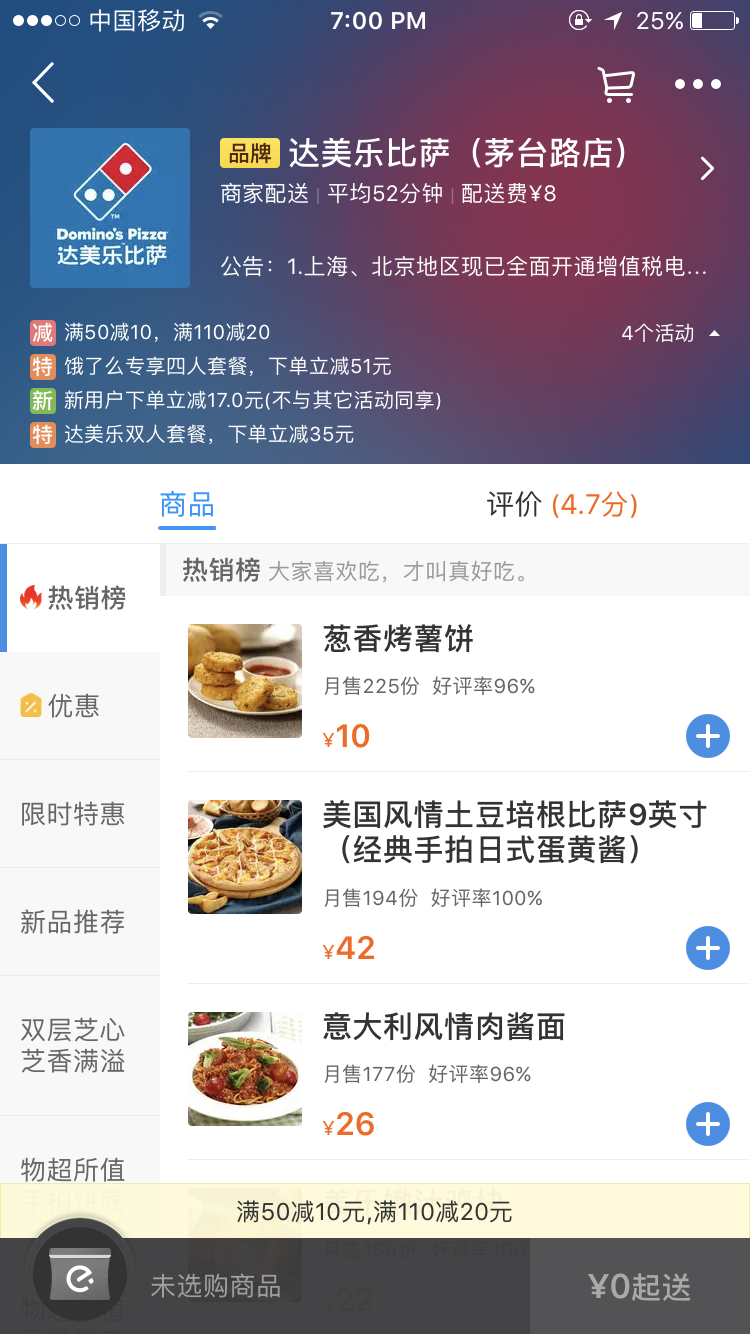 中国移动
7:00 PM
25%
Domino's Pizza
达美乐比萨
品牌 达美乐比萨（茅台路店）
商家配送 | 平均52分钟 | 配送费¥8
公告：1.上海、北京地区现已全面开通增值税电...
减 满50减10，满110减20
4个活动
特 饿了么专享四人套餐，下单立减51元
新 新用户下单立减17.0元(不与其它活动同享)
特 达美乐双人套餐，下单立减35元
商品
评价 (4.7分)
热销榜
优惠
限时特惠
新品推荐
双层芝心
芝香满溢
物超所值
手拍饼底
热销榜 大家喜欢吃，才叫真好吃。
葱香烤薯饼
月售225份 好评率96%
¥10
美国风情土豆培根比萨9英寸
（经典手拍日式蛋黄酱）
月售194份 好评率100%
¥42
意大利风情肉酱面
月售177份 好评率96%
¥26
月售156份 好评率100
¥22
满50减10元,满110减20元
未选购商品
¥0起送